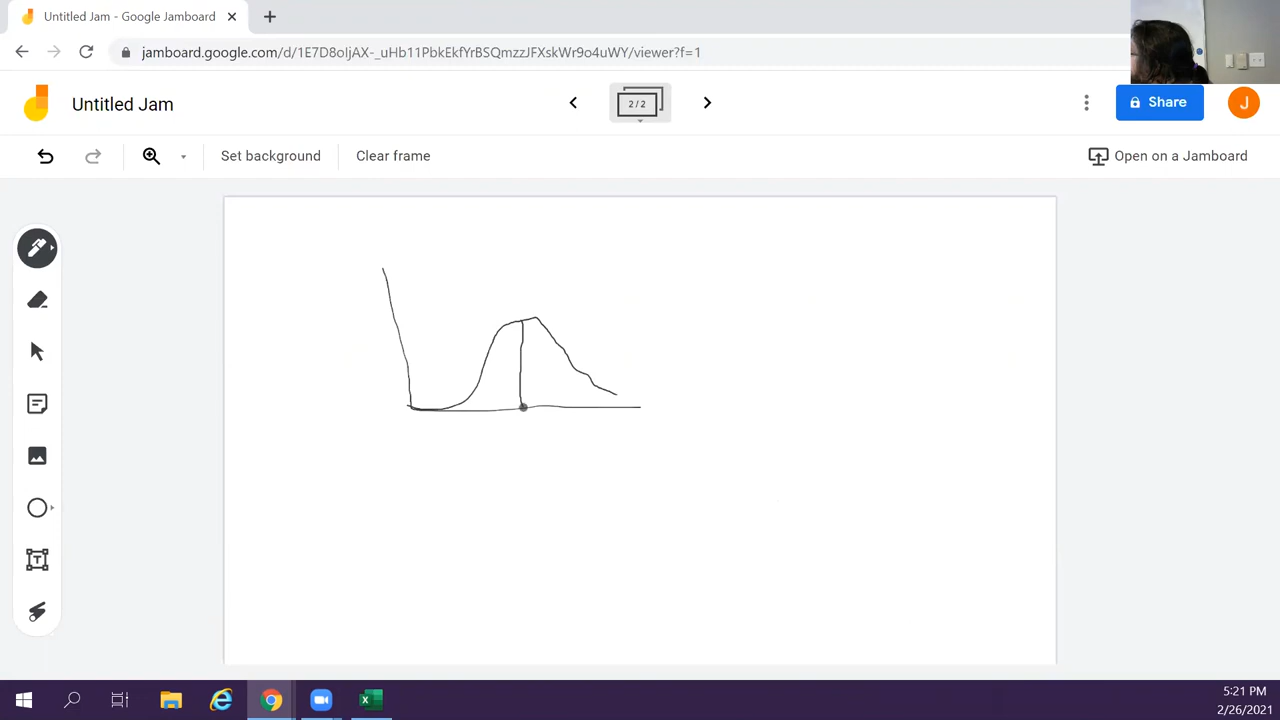 Untitled Jam - Google Jamboard
jamboard.google.com/d/1E7D8oIjAX-_uHb11PbkEkfYrBSQmzzJFXskWr9o4uWY/viewer?f=1
Untitled Jam
2 / 2
Share
J
Set background
Clear frame
Open on a Jamboard
T
5:21 PM
2/26/2021